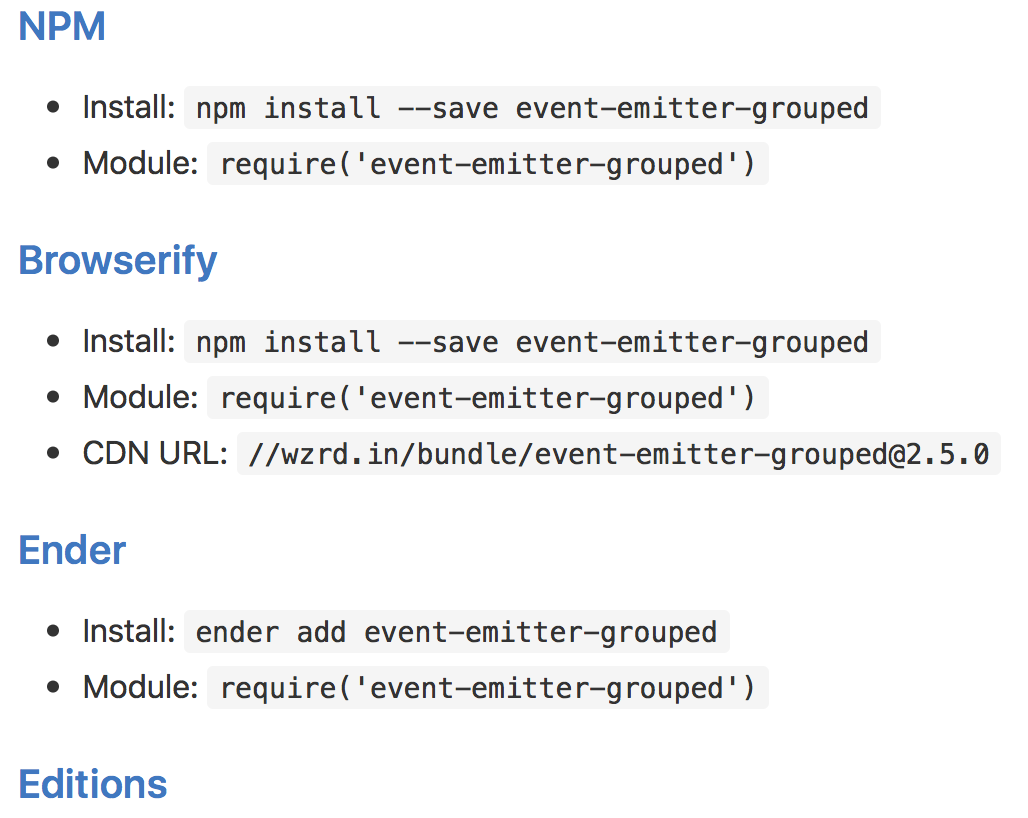 NPM
Install: npm install --save event-emitter-grouped
Module: require('event-emitter-grouped')
Browserify
Install: npm install --save event-emitter-grouped
Module: require('event-emitter-grouped')
CDN URL: //wzrd.in/bundle/event-emitter-grouped@2.5.0
Ender
Install: ender add event-emitter-grouped
Module: require('event-emitter-grouped')
Editions